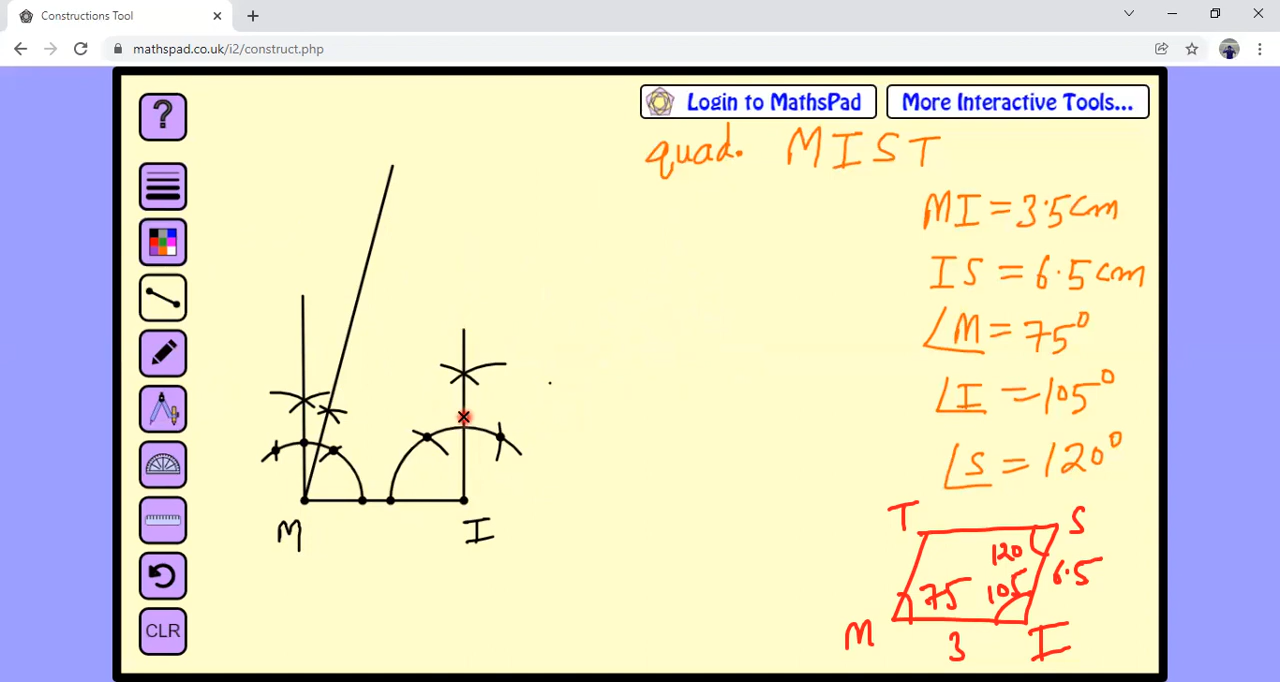 Constructions Tool
mathspad.co.uk/i2/construct.php
Login to MathsPad
More Interactive Tools...
quad. MIST
MI = 3.5cm
IS = 6.5cm
∠M = 75°
∠I = 105°
∠S = 120°
?
CLR
M
I
T
S
120
6.5
75
105
M
3
I